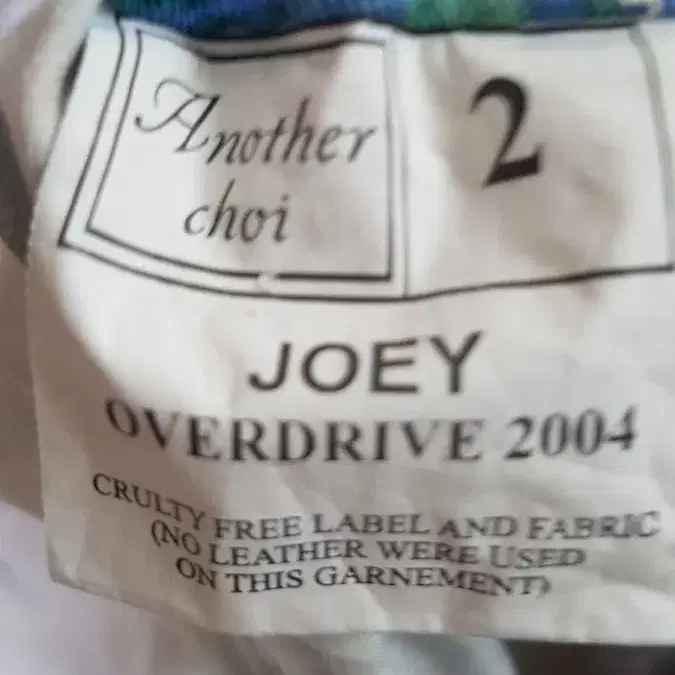 Another
choi
2
JOEY
OVERDRIVE 2004
CRULTY FREE LABEL AND FABRIC
(NO LEATHER WERE USED
ON THIS GARNEMENT)